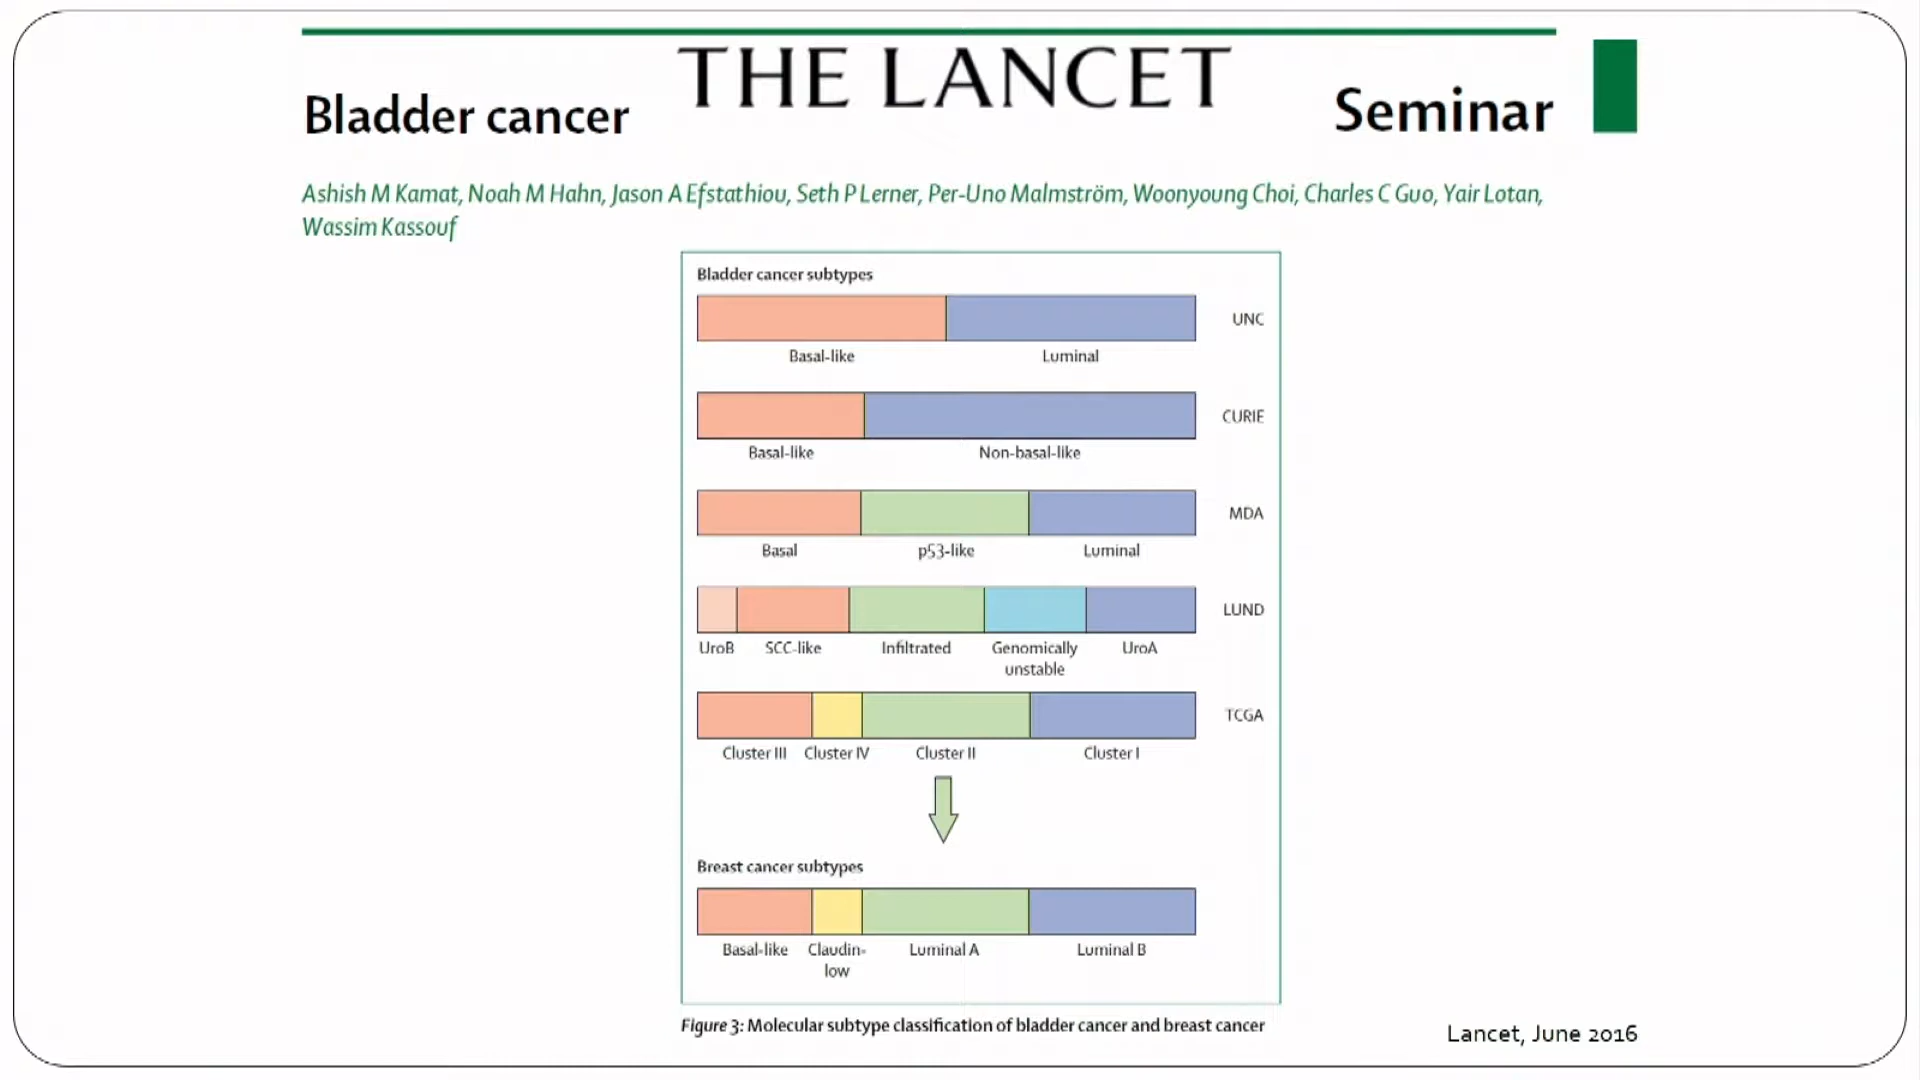 THE LANCET
Bladder cancer
Seminar
Ashish M Kamat, Noah M Hahn, Jason A Efstathiou, Seth P Lerner, Per-Uno Malmström, Woonyoung Choi, Charles C Guo, Yair Lotan,
Wassim Kassouf
Bladder cancer subtypes
UNC
Basal-like Luminal
CURIE
Basal-like Non-basal-like
MDA
Basal p53-like Luminal
LUND
UroB SCC-like Infiltrated Genomically UroA
unstable
TCGA
Cluster III Cluster IV Cluster II Cluster I
Breast cancer subtypes
Basal-like Claudin- Luminal A Luminal B
low
Figure 3: Molecular subtype classification of bladder cancer and breast cancer
Lancet, June 2016